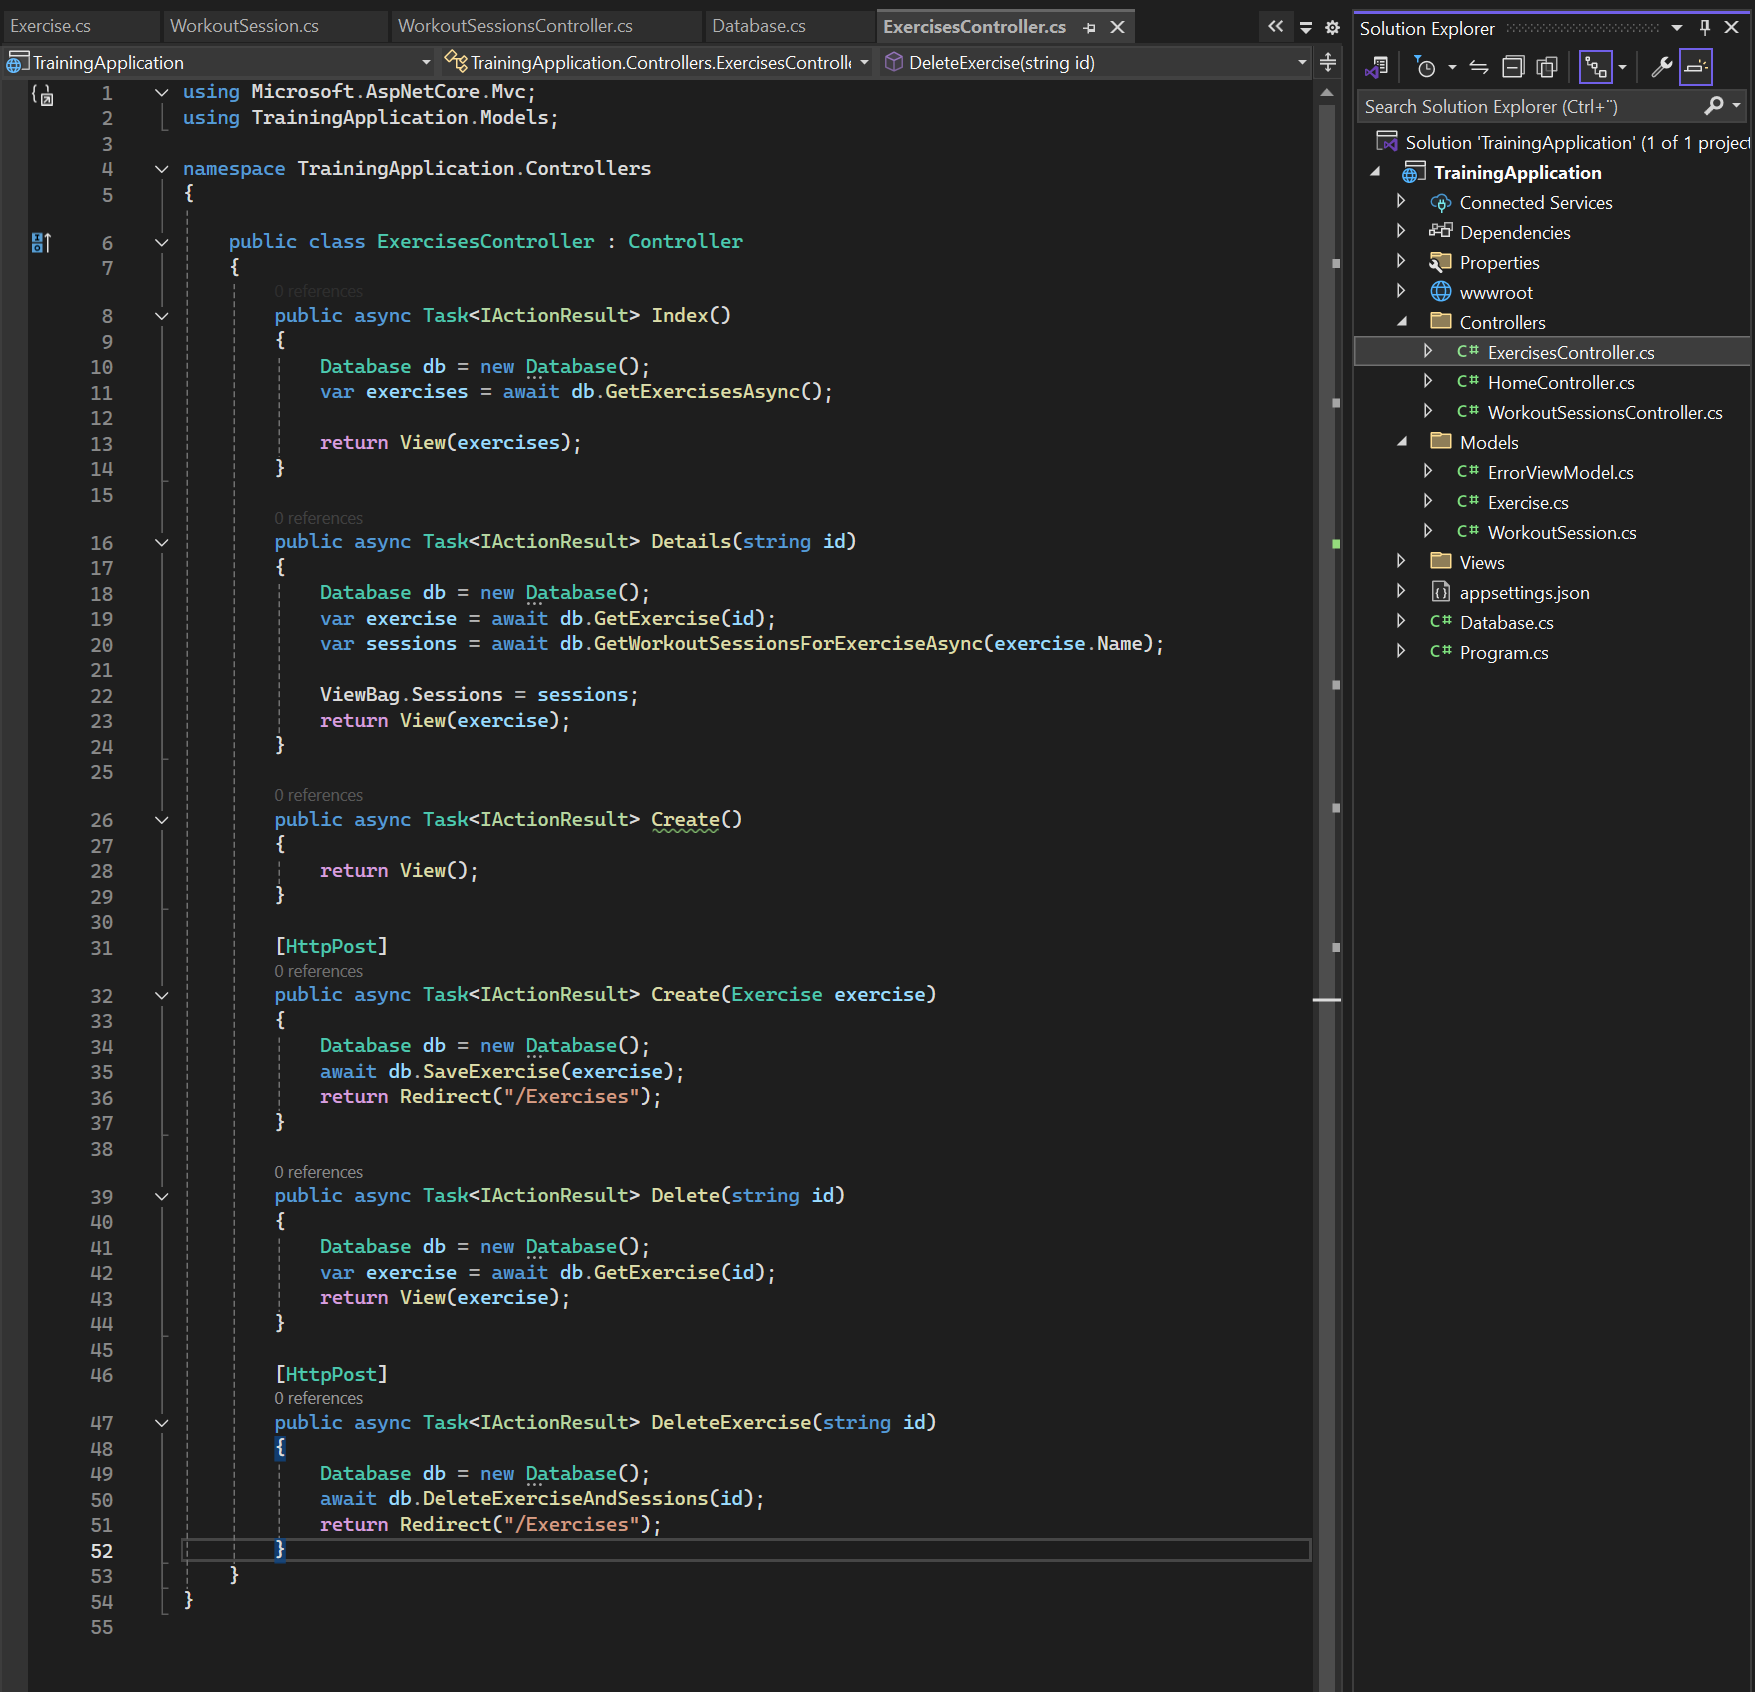 Exercise.cs WorkoutSession.cs WorkoutSessionsController.cs Database.cs ExercisesController.cs
TrainingApplication TrainingApplication.Controllers.ExercisesControlle DeleteExercise(string id)
1 using Microsoft.AspNetCore.Mvc;
2 using TrainingApplication.Models;
3
4 namespace TrainingApplication.Controllers
5 {
6 public class ExercisesController : Controller
7 {
0 references
8 public async Task<IActionResult> Index()
9 {
10 Database db = new Database();
11 var exercises = await db.GetExercisesAsync();
12
13 return View(exercises);
14 }
15
0 references
16 public async Task<IActionResult> Details(string id)
17 {
18 Database db = new Database();
19 var exercise = await db.GetExercise(id);
20 var sessions = await db.GetWorkoutSessionsForExerciseAsync(exercise.Name);
21
22 ViewBag.Sessions = sessions;
23 return View(exercise);
24 }
25
0 references
26 public async Task<IActionResult> Create()
27 {
28 return View();
29 }
30
31 [HttpPost]
0 references
32 public async Task<IActionResult> Create(Exercise exercise)
33 {
34 Database db = new Database();
35 await db.SaveExercise(exercise);
36 return Redirect("/Exercises");
37 }
38
0 references
39 public async Task<IActionResult> Delete(string id)
40 {
41 Database db = new Database();
42 var exercise = await db.GetExercise(id);
43 return View(exercise);
44 }
45
46 [HttpPost]
0 references
47 public async Task<IActionResult> DeleteExercise(string id)
48 {
49 Database db = new Database();
50 await db.DeleteExerciseAndSessions(id);
51 return Redirect("/Exercises");
52 }
53 }
54 }
55
Solution Explorer
Search Solution Explorer (Ctrl+¨)
Solution 'TrainingApplication' (1 of 1 project
TrainingApplication
Connected Services
Dependencies
Properties
wwwroot
Controllers
C# ExercisesController.cs
C# HomeController.cs
C# WorkoutSessionsController.cs
Models
C# ErrorViewModel.cs
C# Exercise.cs
C# WorkoutSession.cs
Views
appsettings.json
C# Database.cs
C# Program.cs